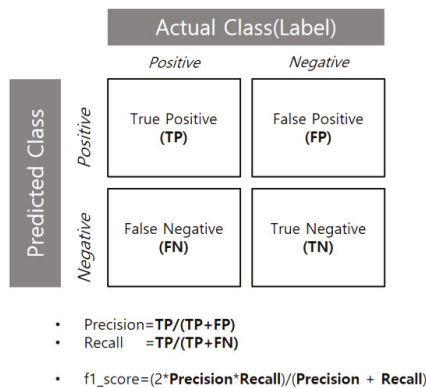 Actual Class(Label)
Positive Negative
Predicted Class
Positive
True Positive
(TP)
False Positive
(FP)
Negative
False Negative
(FN)
True Negative
(TN)
• Precision=TP/(TP+FP)
• Recall =TP/(TP+FN)
• f1_score=(2*Precision*Recall)/(Precision + Recall)